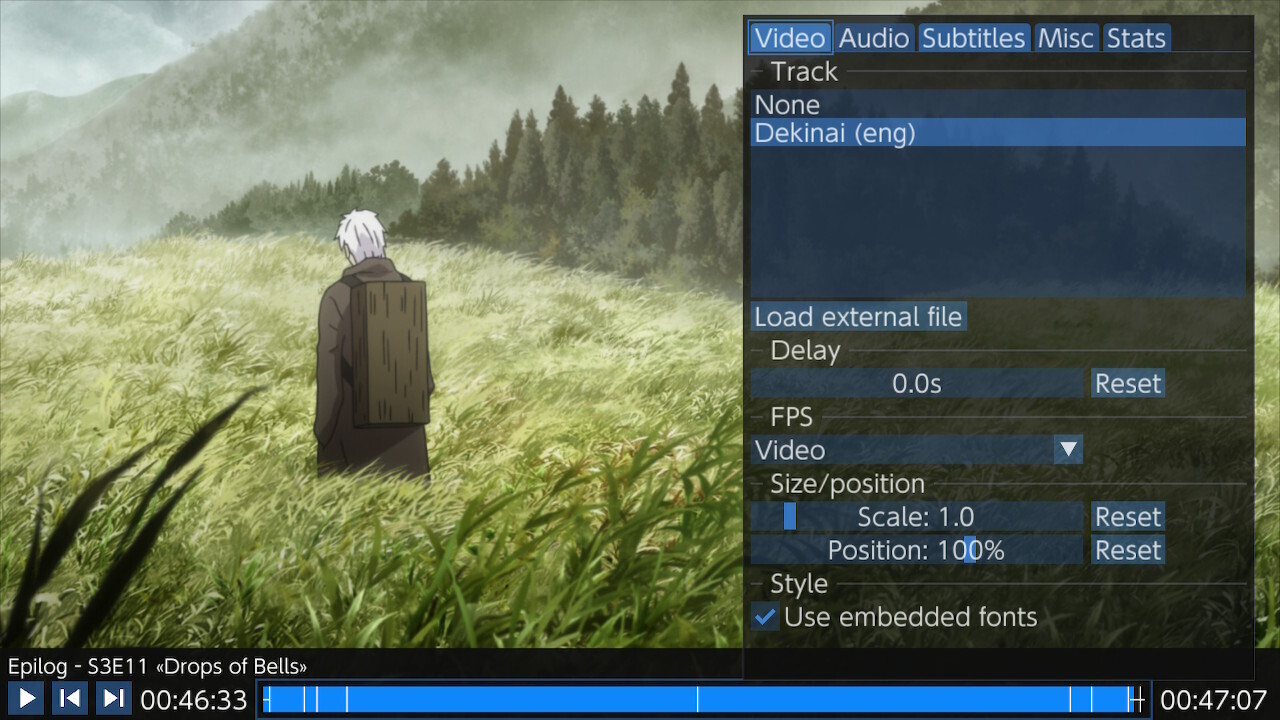 Video Audio Subtitles Misc Stats
Track
None
Dekinai (eng)
Load external file
Delay
0.0s Reset
FPS
Video
Size/position
Scale: 1.0 Reset
Position: 100% Reset
Style
Use embedded fonts
Epilog - S3E11 «Drops of Bells»
00:46:33 00:47:07